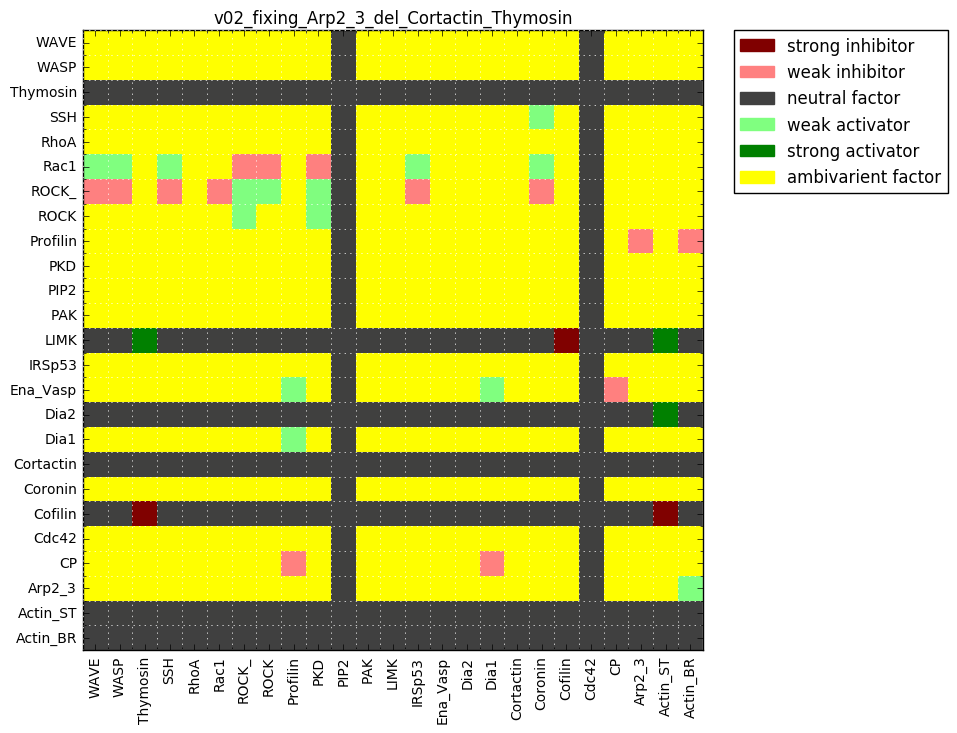 v02_fixing_Arp2_3_del_Cortactin_Thymosin
WAVE
WASP
Thymosin
SSH
RhoA
Rac1
ROCK_
ROCK
Profilin
PKD
PIP2
PAK
LIMK
IRSp53
Ena_Vasp
Dia2
Dia1
Cortactin
Coronin
Cofilin
Cdc42
CP
Arp2_3
Actin_ST
Actin_BR
WAVE
WASP
Thymosin
SSH
RhoA
Rac1
ROCK_
ROCK
Profilin
PKD
PIP2
PAK
LIMK
IRSp53
Ena_Vasp
Dia2
Dia1
Cortactin
Coronin
Cofilin
Cdc42
CP
Arp2_3
Actin_ST
Actin_BR
strong inhibitor
weak inhibitor
neutral factor
weak activator
strong activator
ambivarient factor